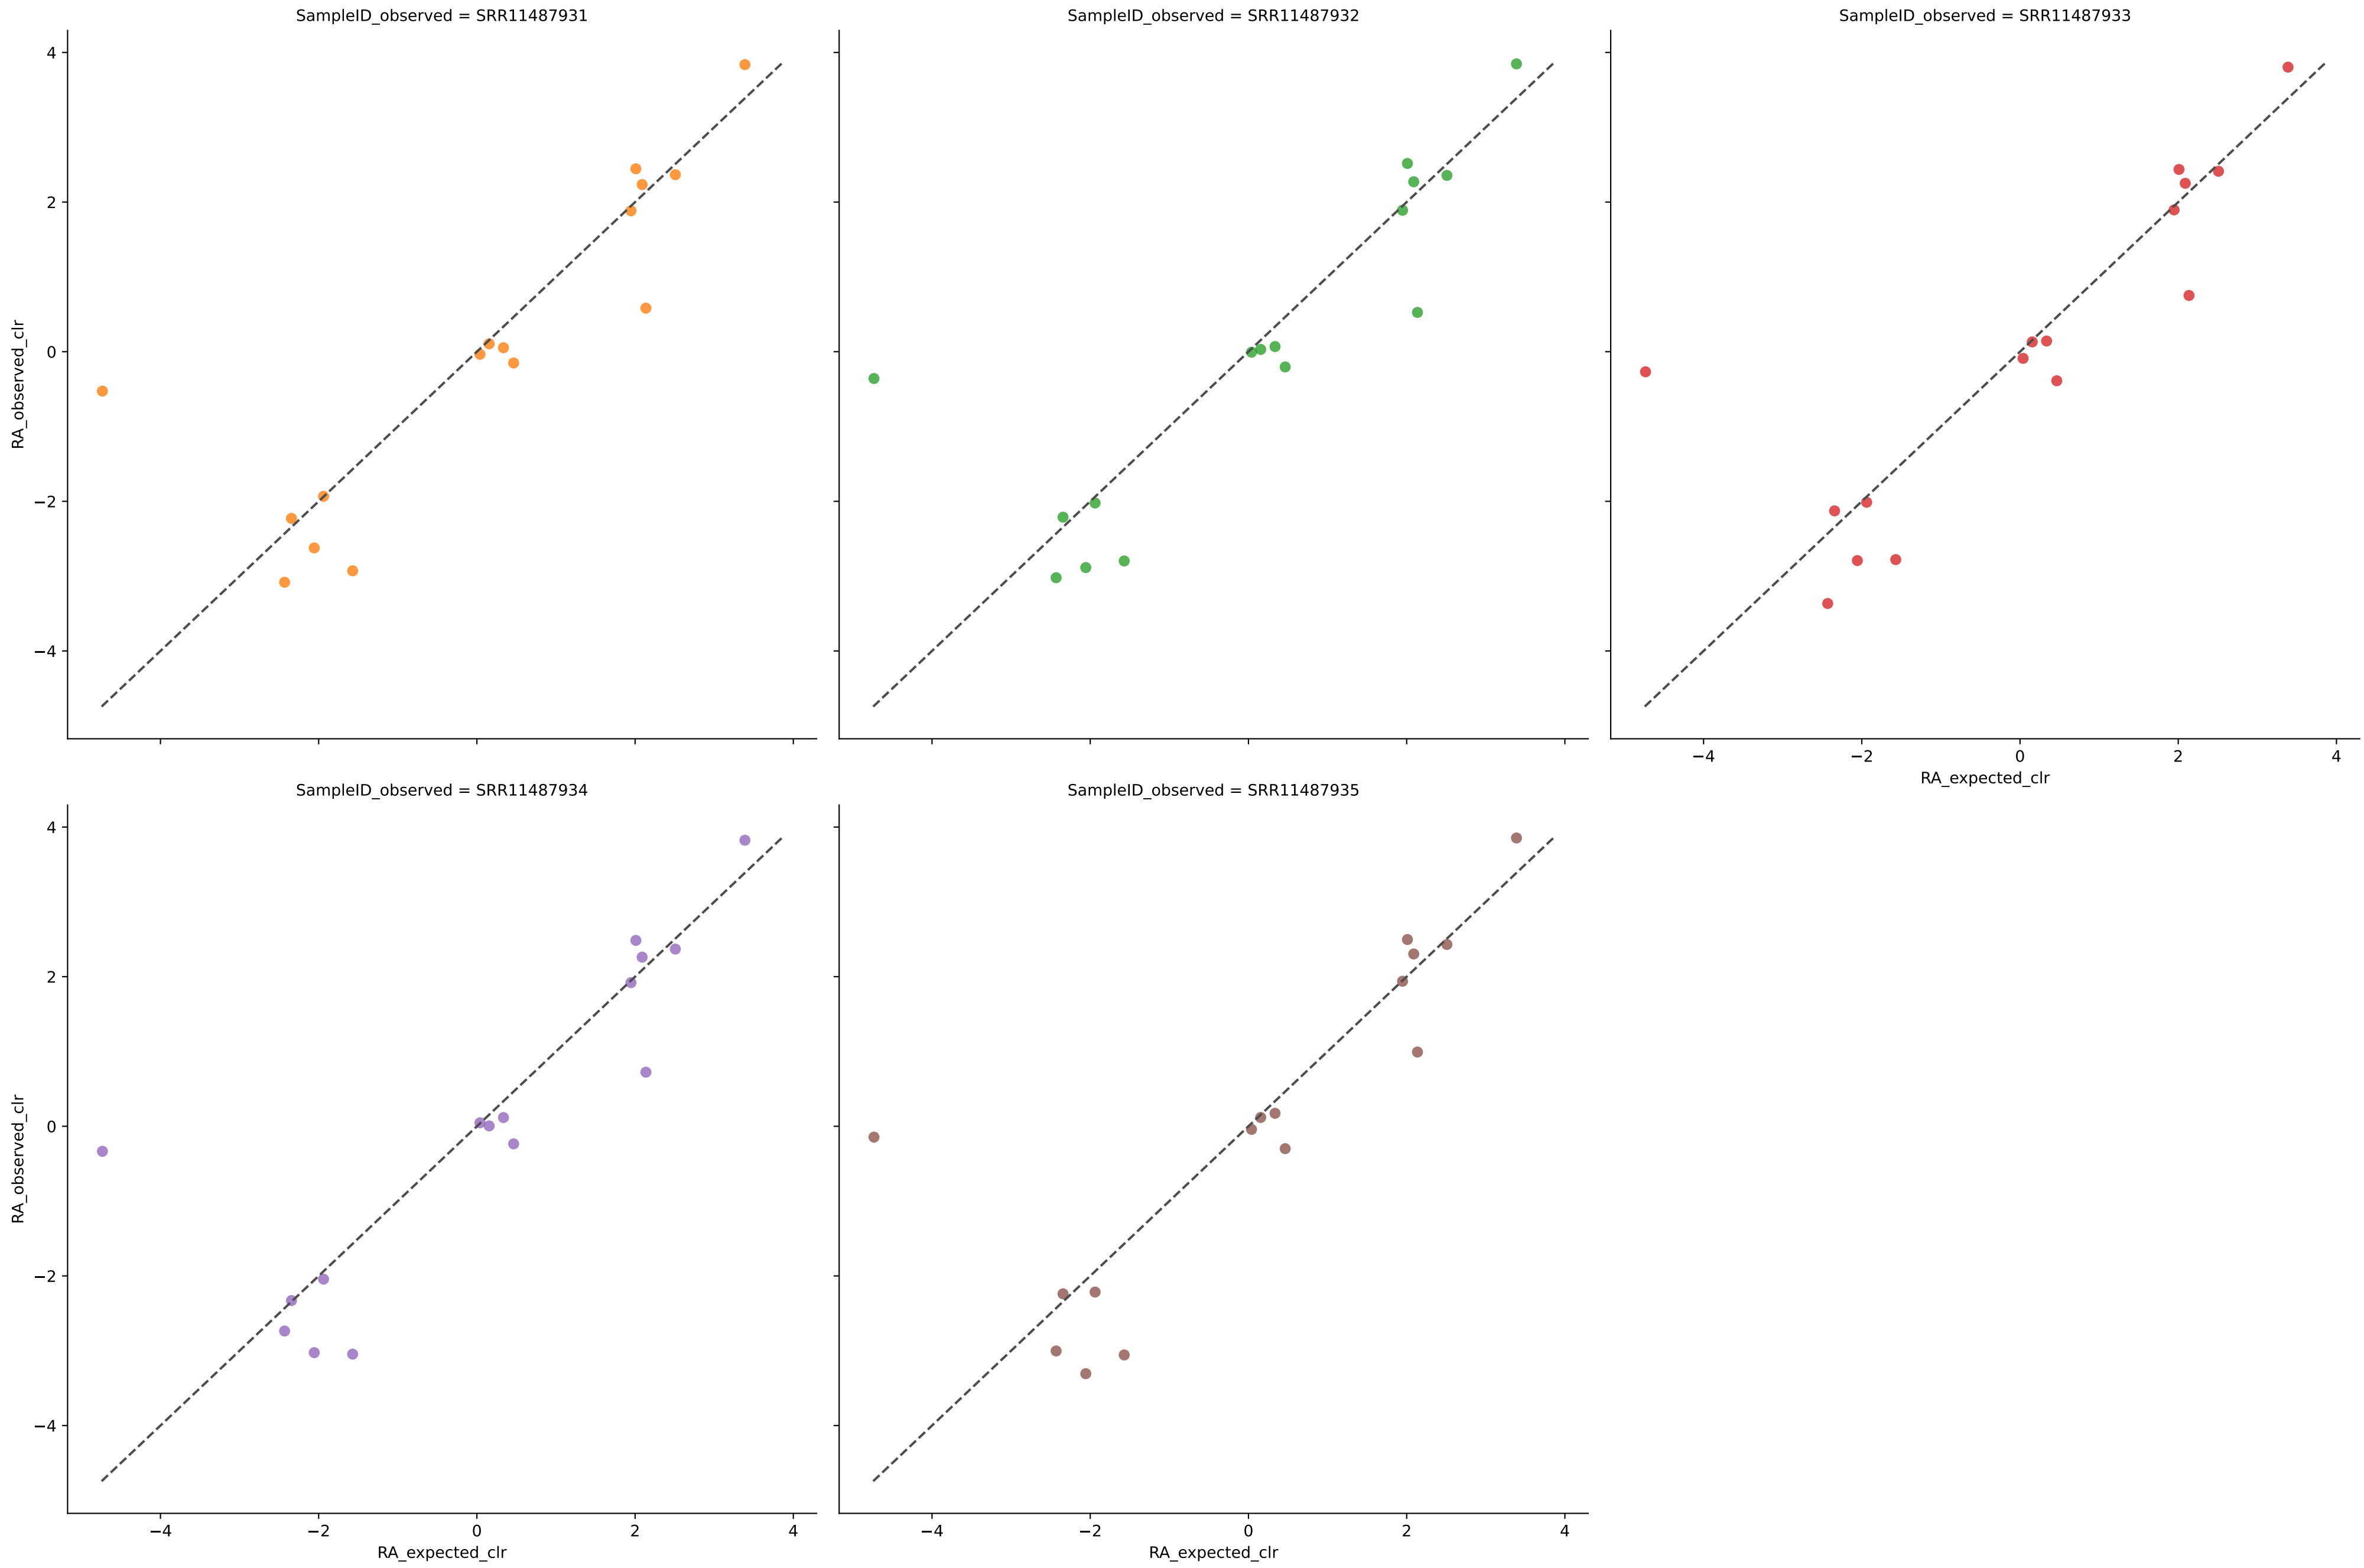 SampleID_observed = SRR11487931
SampleID_observed = SRR11487932
SampleID_observed = SRR11487933
4
2
0
−2
−4
RA_observed_clr
−4 −2 0 2 4
RA_expected_clr
SampleID_observed = SRR11487934
SampleID_observed = SRR11487935
4
2
0
−2
−4
RA_observed_clr
−4 −2 0 2 4
−4 −2 0 2 4
RA_expected_clr
RA_expected_clr